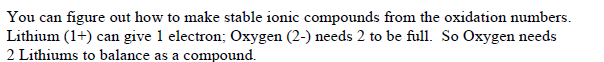 You can figure out how to make stable ionic compounds from the oxidation numbers.
Lithium (1+) can give 1 electron; Oxygen (2-) needs 2 to be full.  So Oxygen needs
2 Lithiums to balance as a compound.